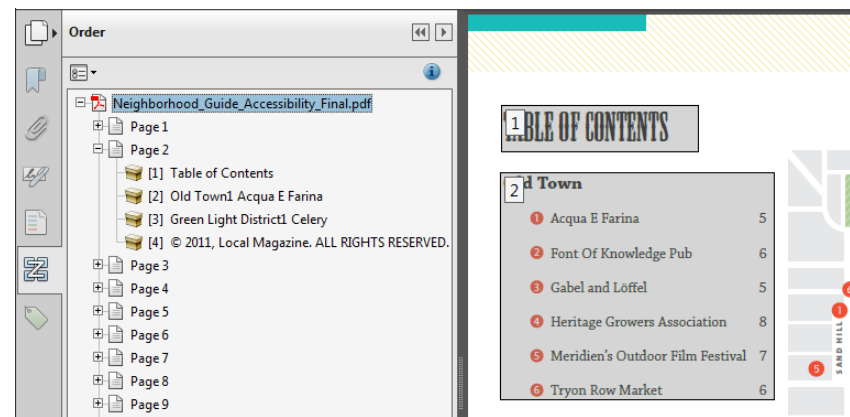 Order
Neighborhood_Guide_Accessibility_Final.pdf
Page 1
Page 2
[1] Table of Contents
[2] Old Town1 Acqua E Farina
[3] Green Light District1 Celery
[4] © 2011, Local Magazine. ALL RIGHTS RESERVED.
Page 3
Page 4
Page 5
Page 6
Page 7
Page 8
Page 9
1
TABLE OF CONTENTS
2
Old Town
1 Acqua E Farina 5
2 Font Of Knowledge Pub 6
3 Gabel and Löffel 5
4 Heritage Growers Association 8
5 Meridien's Outdoor Film Festival 7
6 Tryon Row Market 6
1
5
SAND HILL